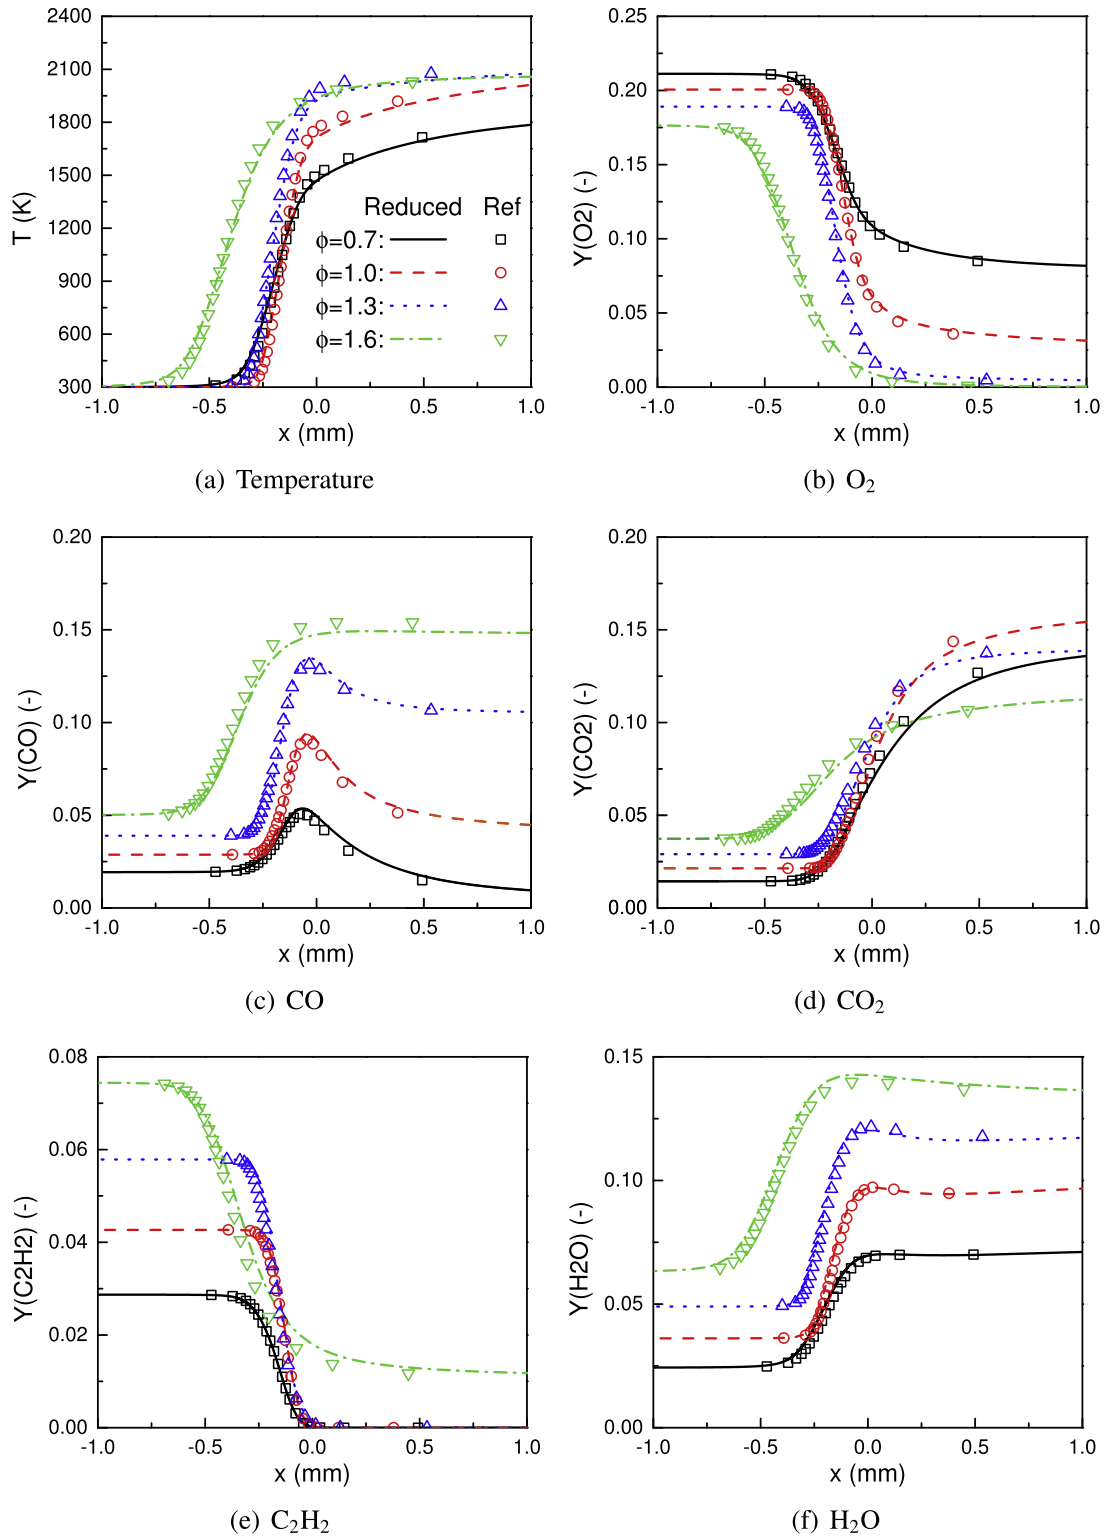 2400
2100
1800
1500
1200
900
600
300
T (K)
Reduced Ref
ϕ=0.7:
ϕ=1.0:
ϕ=1.3:
ϕ=1.6:
-1.0 -0.5 0.0 0.5 1.0
x (mm)
(a) Temperature
0.25
0.20
0.15
0.10
0.05
0.00
Y(O2) (-)
-1.0 -0.5 0.0 0.5 1.0
x (mm)
(b) O₂
0.20
0.15
0.10
0.05
0.00
Y(CO) (-)
-1.0 -0.5 0.0 0.5 1.0
x (mm)
(c) CO
0.20
0.15
0.10
0.05
0.00
Y(CO2) (-)
-1.0 -0.5 0.0 0.5 1.0
x (mm)
(d) CO₂
0.08
0.06
0.04
0.02
0.00
Y(C2H2) (-)
-1.0 -0.5 0.0 0.5 1.0
x (mm)
(e) C₂H₂
0.15
0.10
0.05
0.00
Y(H2O) (-)
-1.0 -0.5 0.0 0.5 1.0
x (mm)
(f) H₂O